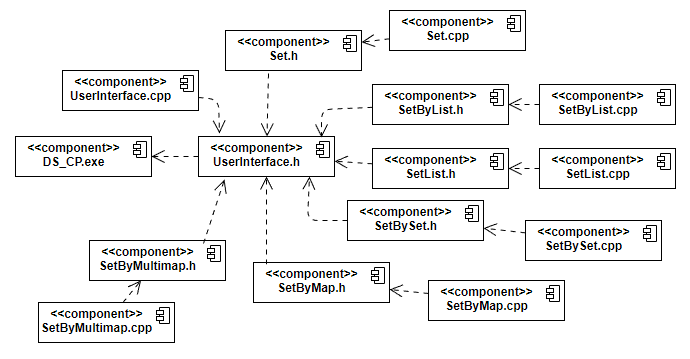 <<component>>
Set.cpp
<<component>>
Set.h
<<component>>
UserInterface.cpp
<<component>>
SetByList.h
<<component>>
SetByList.cpp
<<component>>
DS_CP.exe
<<component>>
UserInterface.h
<<component>>
SetList.h
<<component>>
SetList.cpp
<<component>>
SetBySet.h
<<component>>
SetBySet.cpp
<<component>>
SetByMultimap.h
<<component>>
SetByMap.h
<<component>>
SetByMap.cpp
<<component>>
SetByMultimap.cpp